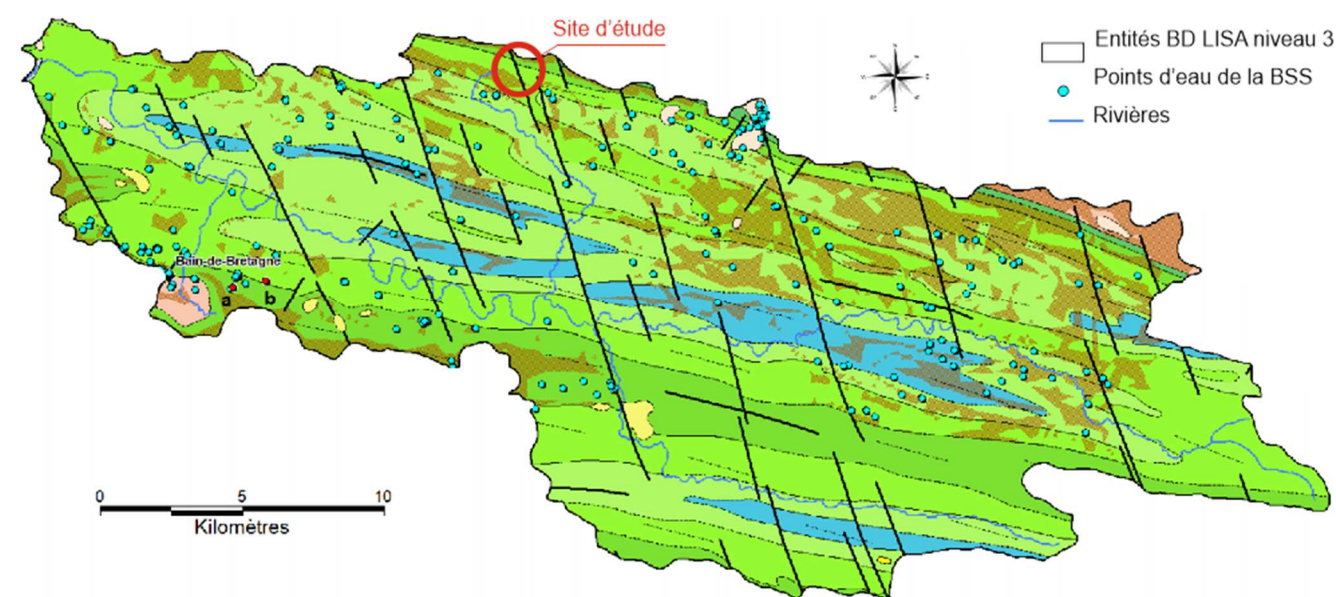 Site d'étude
Entités BD LISA niveau 3
Points d'eau de la BSS
Rivières
Bain-de-Bretagne
a b
0 5 10
Kilomètres